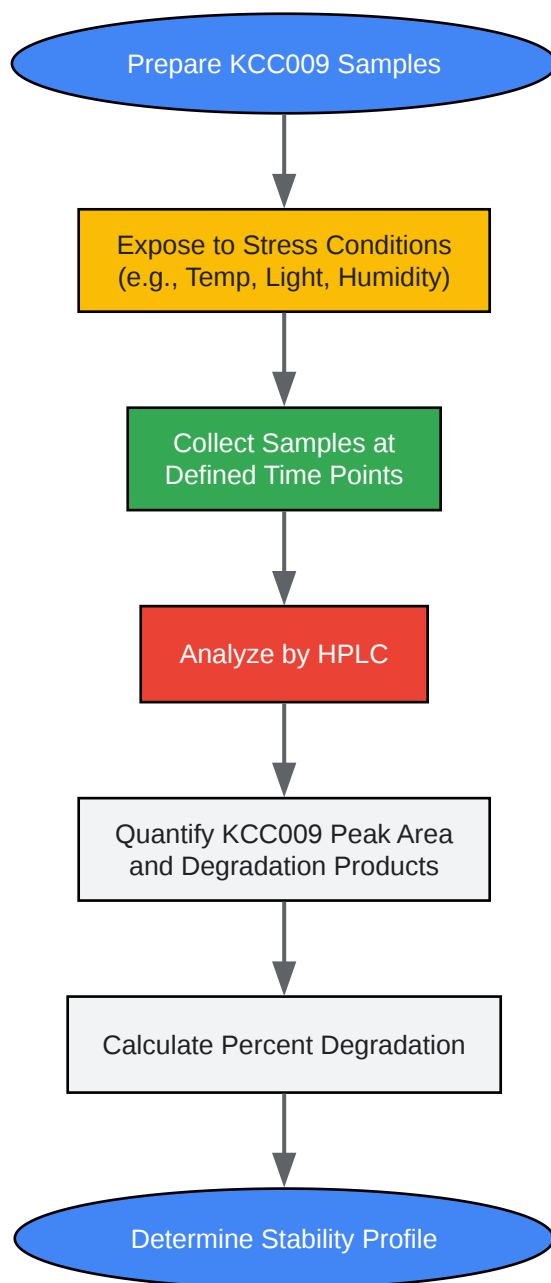 Prepare KCC009 Samples
Expose to Stress Conditions
(e.g., Temp, Light, Humidity)
Collect Samples at
Defined Time Points
Analyze by HPLC
Quantify KCC009 Peak Area
and Degradation Products
Calculate Percent Degradation
Determine Stability Profile